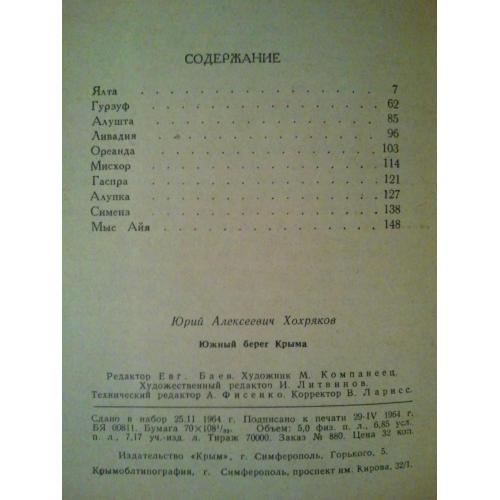 СОДЕРЖАНИЕ
Ялта . . . . . . . . . . . . 7
Гурзуф . . . . . . . . . . . 62
Алушта . . . . . . . . . . . 85
Ливадия . . . . . . . . . . . 96
Ореанда . . . . . . . . . . . 103
Мисхор . . . . . . . . . . . 114
Гаспра . . . . . . . . . . . 121
Алупка . . . . . . . . . . . 127
Симеиз . . . . . . . . . . . 138
Мыс Айя . . . . . . . . . . 148
Юрий Алексеевич Хохряков
Южный берег Крыма
Редактор Евг. Баев. Художник М. Компанеец.
Художественный редактор И. Литвинов.
Технический редактор А. Фисенко. Корректор В. Ларисс.
Сдано в набор 25.11 1964 г. Подписано к печати 29-IV 1964 г.
БЯ 00811. Бумага 70×108¹/₃₂. Объем: 5,0 физ. п. л., 6,85 усл.
п. л., 7,17 уч.-изд. л. Тираж 70000. Заказ № 880. Цена 32 коп.
Издательство «Крым», г. Симферополь, Горького, 5.
Крымоблтипография, г. Симферополь, проспект им. Кирова, 32/1.